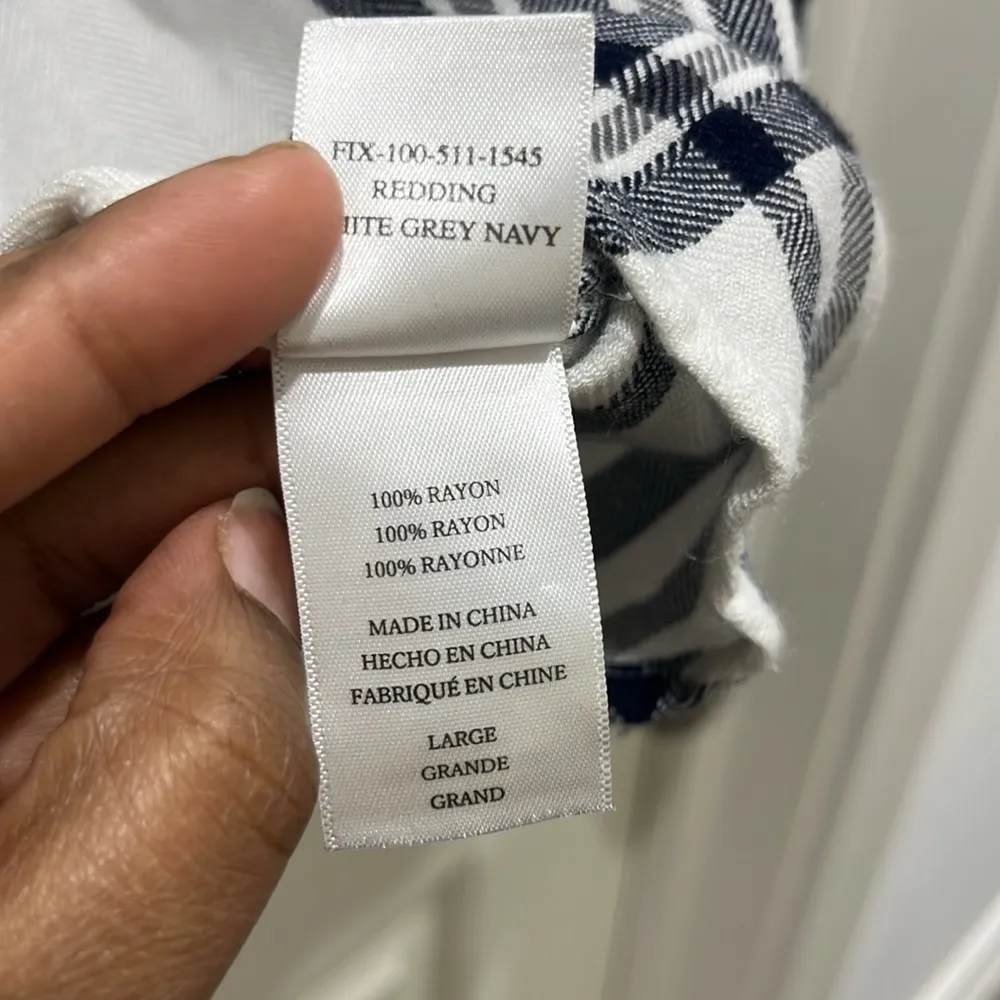 FIX-100-511-1545
REDDING
GREY NAVY
100% RAYON
100% RAYON
100% RAYONNE
MADE IN CHINA
HECHO EN CHINA
FABRIQUÉ EN CHINE
LARGE
GRANDE
GRAND